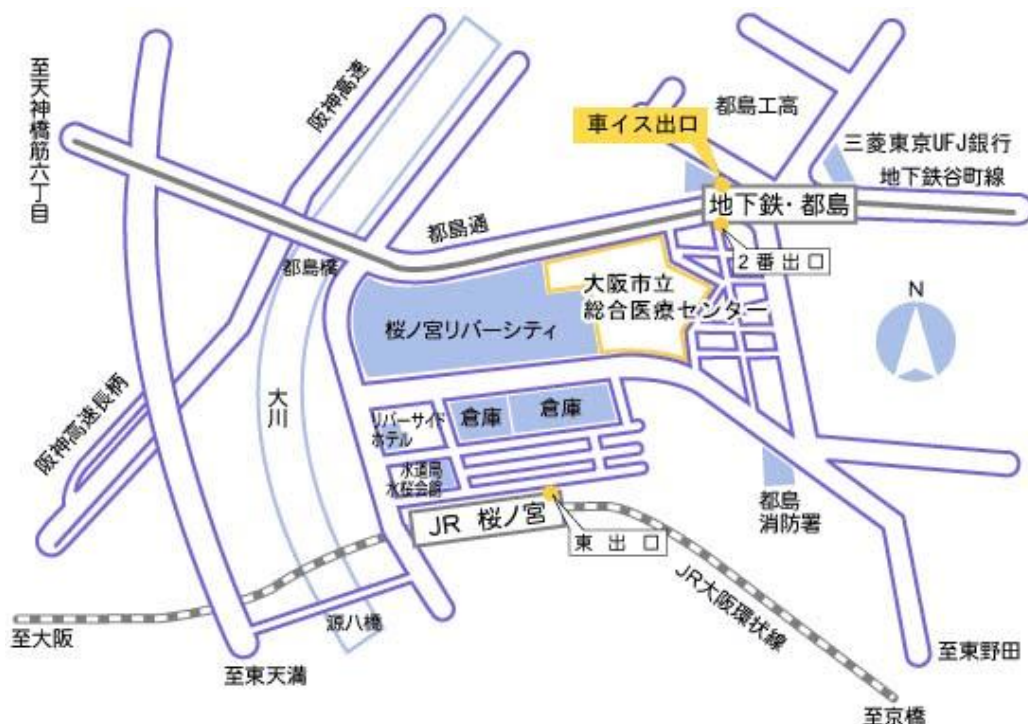 至天神橋筋六丁目
阪神高速
都島工高
車イス出口
三菱東京UFJ銀行
地下鉄谷町線
地下鉄・都島
都島通
2番出口
都島橋
大阪市立
総合医療センター
N
桜ノ宮リバーシティ
大川
阪神高速長柄
リバーサイド
ホテル
倉庫
倉庫
水道局
水桜会館
都島
消防署
JR 桜ノ宮
東出口
JR大阪環状線
源八橋
至大阪
至東天満
至東野田
至京橋